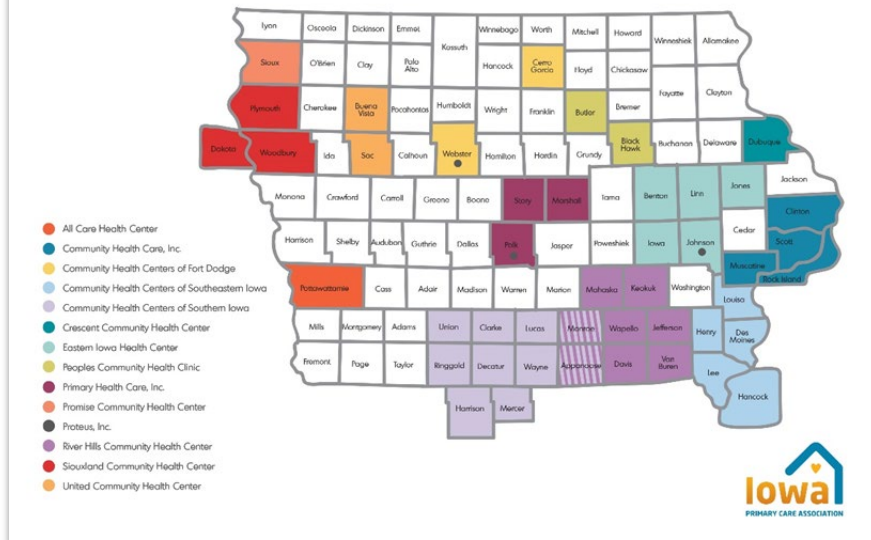 Lyon
Osceola
Dickinson
Emmet
Kossuth
Winnebago
Worth
Mitchell
Howard
Winneshiek
Allamakee
Sioux
O'Brien
Clay
Palo
Alto
Hancock
Cerro
Gordo
Floyd
Chickasaw
Fayette
Clayton
Plymouth
Cherokee
Buena
Vista
Pocahontas
Humboldt
Wright
Franklin
Butler
Bremer
Dakota
Woodbury
Ida
Sac
Calhoun
Webster
Hamilton
Hardin
Grundy
Black
Hawk
Buchanan
Delaware
Dubuque
Monona
Crawford
Carroll
Greene
Boone
Story
Marshall
Tama
Benton
Linn
Jones
Jackson
Harrison
Shelby
Audubon
Guthrie
Dallas
Polk
Jasper
Poweshiek
Iowa
Johnson
Cedar
Clinton
Scott
Muscatine
Rock Island
Pottawattamie
Cass
Adair
Madison
Warren
Marion
Mahaska
Keokuk
Washington
Louisa
Mills
Montgomery
Adams
Union
Clarke
Lucas
Monroe
Wapello
Jefferson
Henry
Des
Moines
Fremont
Page
Taylor
Ringgold
Decatur
Wayne
Appanoose
Davis
Van
Buren
Lee
Hancock
Harrison
Mercer
All Care Health Center
Community Health Care, Inc.
Community Health Centers of Fort Dodge
Community Health Centers of Southeastern Iowa
Community Health Centers of Southern Iowa
Crescent Community Health Center
Eastern Iowa Health Center
Peoples Community Health Clinic
Primary Health Care, Inc.
Promise Community Health Center
Proteus, Inc.
River Hills Community Health Center
Siouxland Community Health Center
United Community Health Center
Iowa
PRIMARY CARE ASSOCIATION